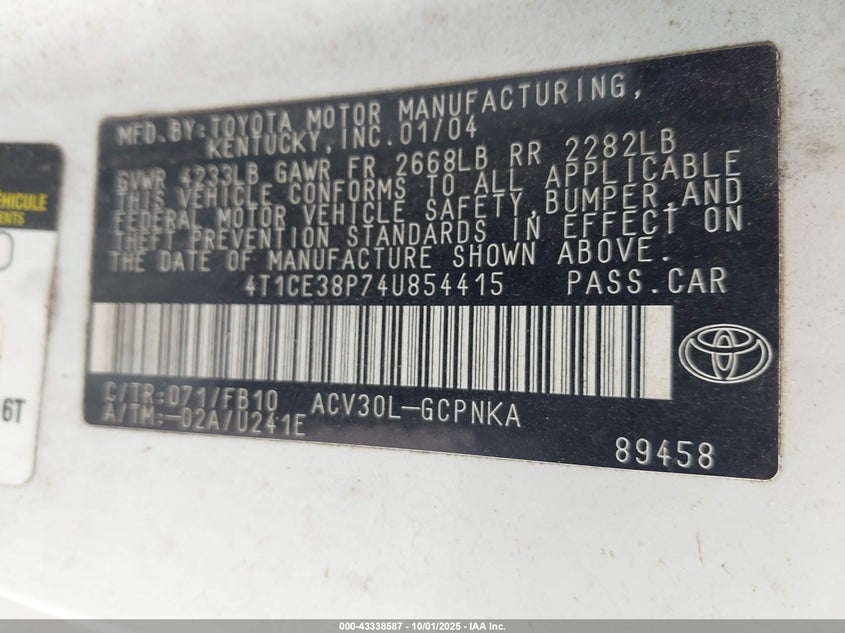 MFD.BY:TOYOTA MOTOR MANUFACTURING,
KENTUCKY,INC.01/04
GVWR 4233LB GAWR FR 2668LB RR 2282LB
THIS VEHICLE CONFORMS TO ALL APPLICABLE
FEDERAL MOTOR VEHICLE SAFETY,BUMPER,AND
THEFT PREVENTION STANDARDS IN EFFECT ON
THE DATE OF MANUFACTURE SHOWN ABOVE.
4T1CE38P74U854415 PASS.CAR
C/TR:071/FB10 ACV30L-GCPNKA
A/TM:-02A/U241E
89458
ÉHICULE
ENTS
6T
000-43338587 - 10/01/2025 - IAA Inc.